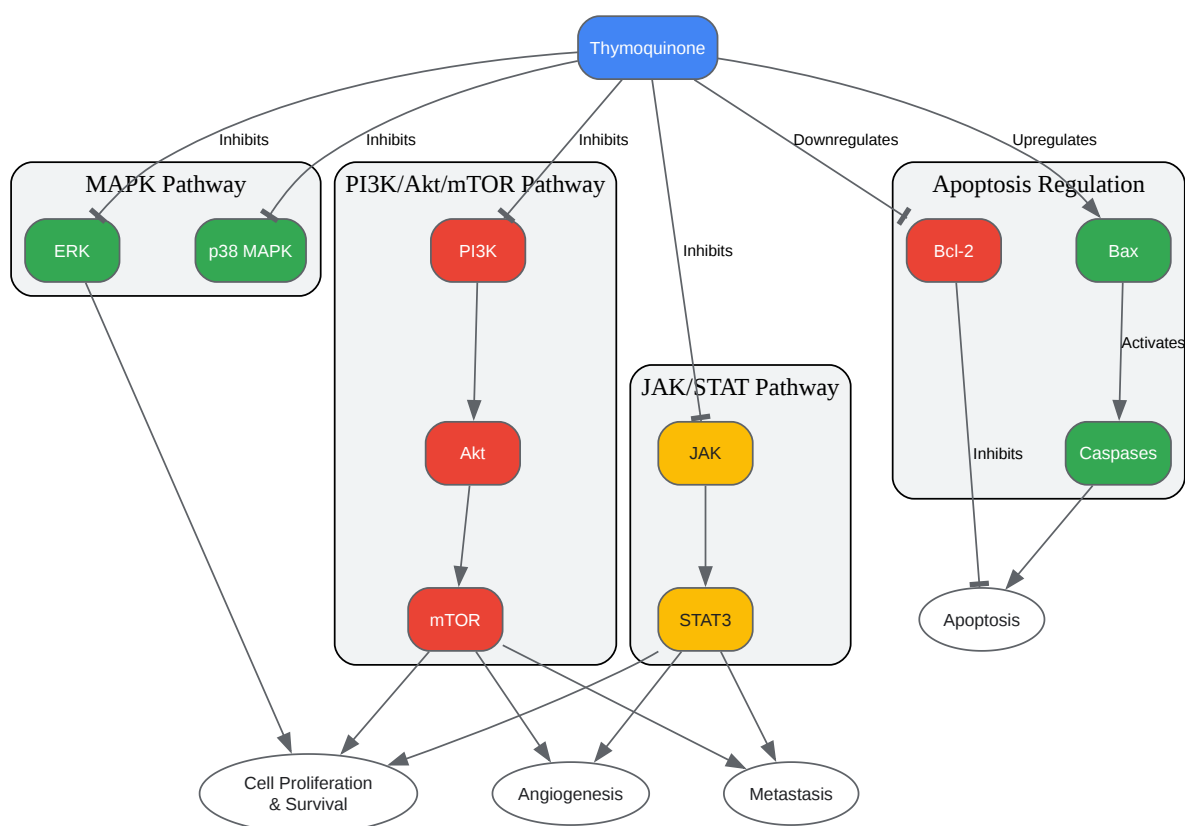 Thymoquinone
Inhibits
Inhibits
Inhibits
Downregulates
Upregulates
MAPK Pathway
PI3K/Akt/mTOR Pathway
Apoptosis Regulation
ERK
p38 MAPK
PI3K
Inhibits
Bcl-2
Bax
Activates
JAK/STAT Pathway
Akt
JAK
Inhibits
Caspases
mTOR
STAT3
Apoptosis
Cell Proliferation
& Survival
Angiogenesis
Metastasis